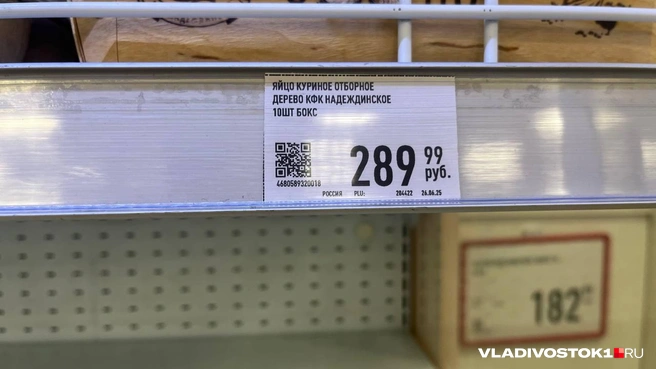 ЯЙЦО КУРИНОЕ ОТБОРНОЕ
ДЕРЕВО КФК НАДЕЖДИНСКОЕ
10ШТ БОКС
289 99
руб.
4680589320018
РОССИЯ PLU: 204422 26.06.25
182
VLADIVOSTOK1.RU